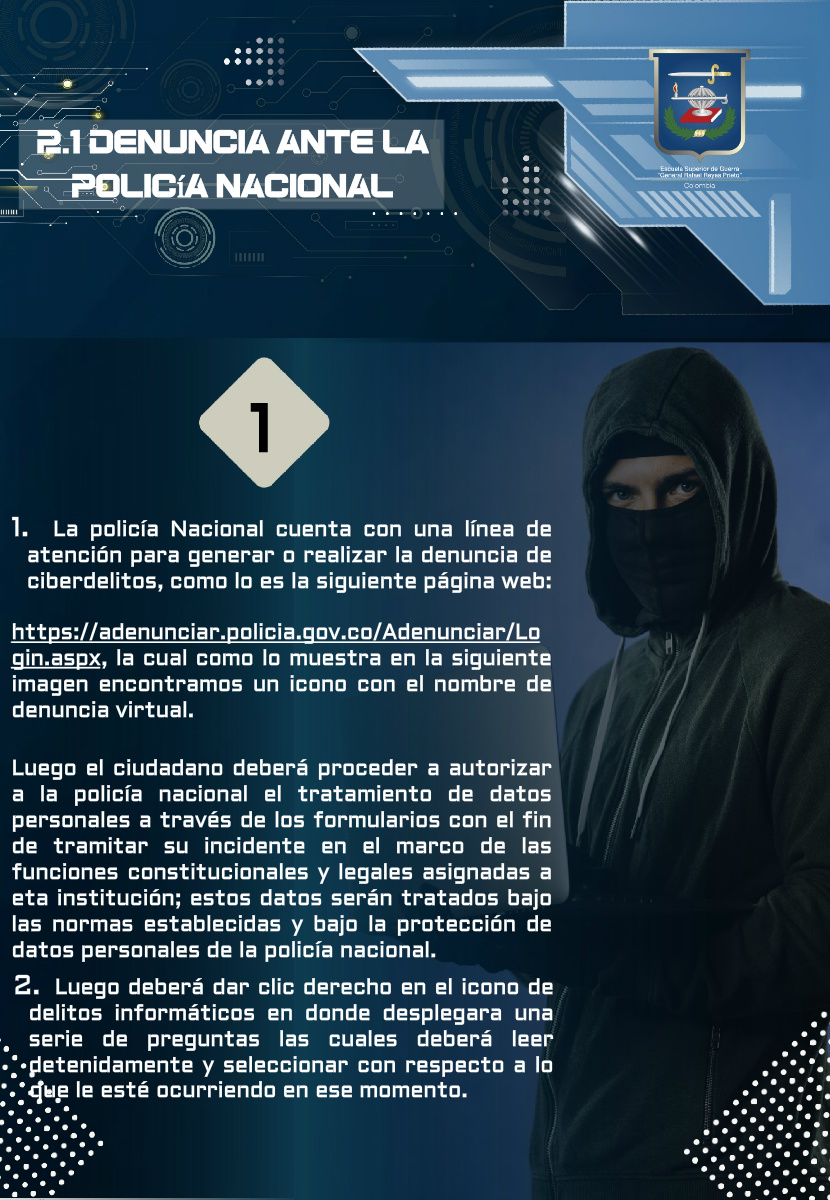 2.1 DENUNCIA ANTE LA
POLICíA NACIONAL
Escuela Superior de Guerra
"General Rafael Reyes Prieto"
Colombia
1
1. La policía Nacional cuenta con una línea de
atención para generar o realizar la denuncia de
ciberdelitos, como lo es la siguiente página web:
https://adenunciar.policia.gov.co/Adenunciar/Lo
gin.aspx, la cual como lo muestra en la siguiente
imagen encontramos un icono con el nombre de
denuncia virtual.
Luego el ciudadano deberá proceder a autorizar
a la policía nacional el tratamiento de datos
personales a través de los formularios con el fin
de tramitar su incidente en el marco de las
funciones constitucionales y legales asignadas a
eta institución; estos datos serán tratados bajo
las normas establecidas y bajo la protección de
datos personales de la policía nacional.
2. Luego deberá dar clic derecho en el icono de
delitos informáticos en donde desplegara una
serie de preguntas las cuales deberá leer
detenidamente y seleccionar con respecto a lo
que le esté ocurriendo en ese momento.